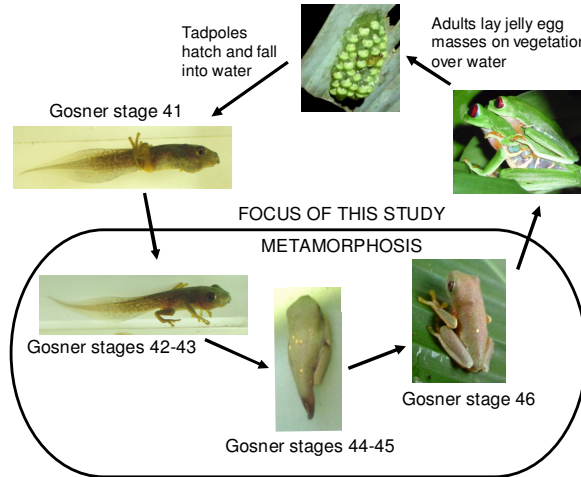 Tadpoles
hatch and fall
into water
Adults lay jelly egg
masses on vegetation
over water
Gosner stage 41
FOCUS OF THIS STUDY
METAMORPHOSIS
Gosner stages 42-43
Gosner stages 44-45
Gosner stage 46